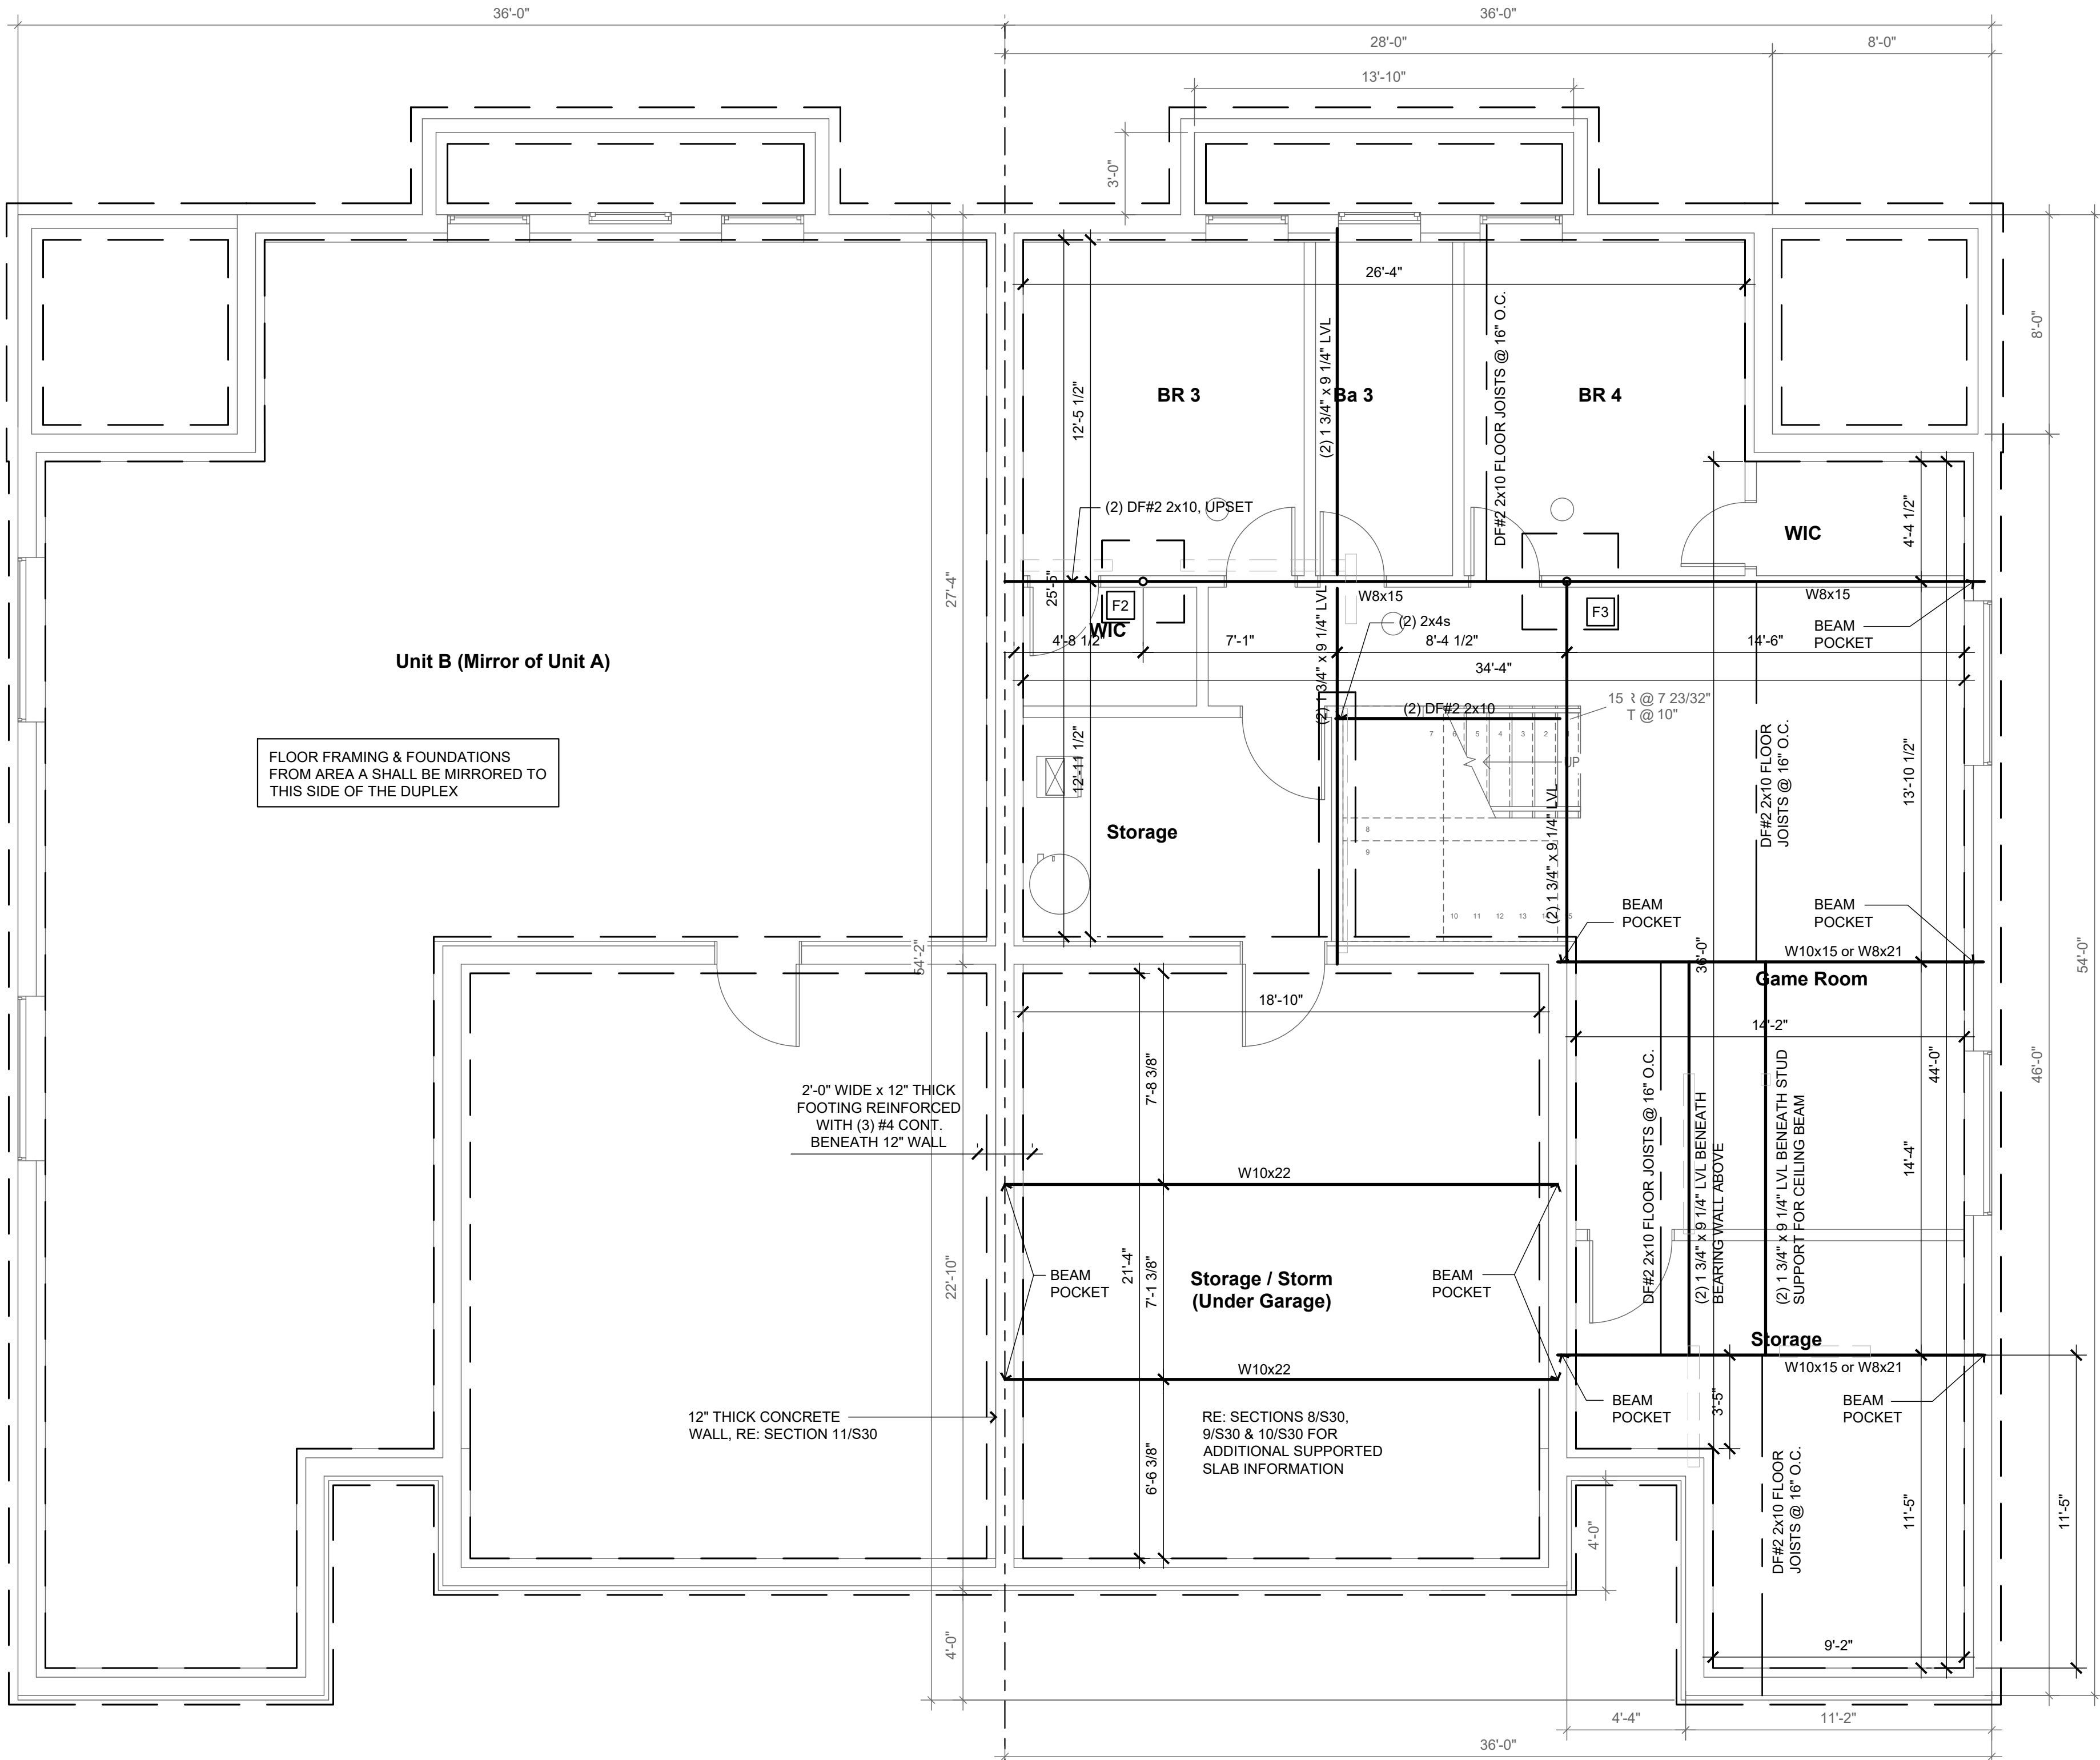 36'-0"
36'-0"
28'-0"
8'-0"
13'-10"
3'-0"
26'-4"
8'-0"
(2) 1 3/4" x 9 1/4" LVL
DF#2 2x10 FLOOR JOISTS @ 16" O.C.
BR 3
Ba 3
BR 4
12'-5 1/2"
(2) DF#2 2x10, UPSET
WIC
4'-4 1/2"
27'-4"
25'-5"
F2
W8x15
F3
W8x15
BEAM
POCKET
WIC
(2) 2x4s
4'-8 1/2"
7'-1"
8'-4 1/2"
14'-6"
34'-4"
(2) 1 3/4" x 9 1/4" LVL
Unit B (Mirror of Unit A)
15 R @ 7 23/32"
T @ 10"
(2) DF#2 2x10
7
6
5
4
3
2
UP
FLOOR FRAMING & FOUNDATIONS
FROM AREA A SHALL BE MIRRORED TO
THIS SIDE OF THE DUPLEX
12'-11 1/2"
DF#2 2x10 FLOOR
JOISTS @ 16" O.C.
13'-10 1/2"
Storage
8
9
(2) 1 3/4" x 9 1/4" LVL
10
11
12
13
14
15
BEAM
POCKET
BEAM
POCKET
54'-2"
36'-0"
W10x15 or W8x21
Game Room
54'-0"
18'-10"
14'-2"
46'-0"
44'-0"
7'-8 3/8"
2'-0" WIDE x 12" THICK
FOOTING REINFORCED
WITH (3) #4 CONT.
BENEATH 12" WALL
DF#2 2x10 FLOOR JOISTS @ 16" O.C.
(2) 1 3/4" x 9 1/4" LVL BENEATH
BEARING WALL ABOVE
(2) 1 3/4" x 9 1/4" LVL BENEATH STUD
SUPPORT FOR CEILING BEAM
14'-4"
W10x22
22'-10"
BEAM
POCKET
21'-4"
7'-1 3/8"
Storage / Storm
(Under Garage)
BEAM
POCKET
Storage
W10x22
W10x15 or W8x21
BEAM
POCKET
3'-5"
BEAM
POCKET
12" THICK CONCRETE
WALL, RE: SECTION 11/S30
RE: SECTIONS 8/S30,
9/S30 & 10/S30 FOR
ADDITIONAL SUPPORTED
SLAB INFORMATION
6'-6 3/8"
DF#2 2x10 FLOOR
JOISTS @ 16" O.C.
11'-5"
11'-5"
4'-0"
4'-0"
9'-2"
4'-4"
11'-2"
36'-0"